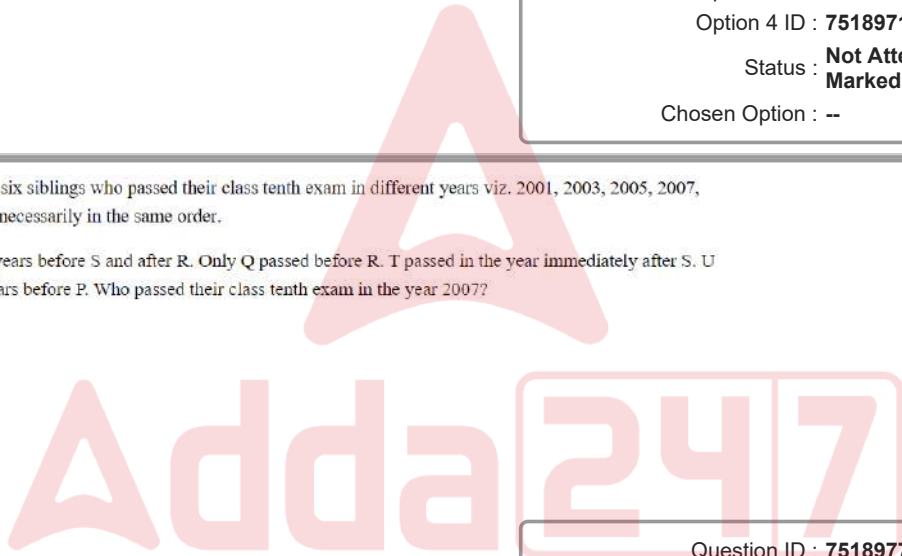 Option 4 ID : 7518971
Status : Not Atte
Marked
Chosen Option : --
six siblings who passed their class tenth exam in different years viz. 2001, 2003, 2005, 2007,
necessarily in the same order.
years before S and after R. Only Q passed before R. T passed in the year immediately after S. U
ars before P. Who passed their class tenth exam in the year 2007?
Adda247
Question ID : 7518977